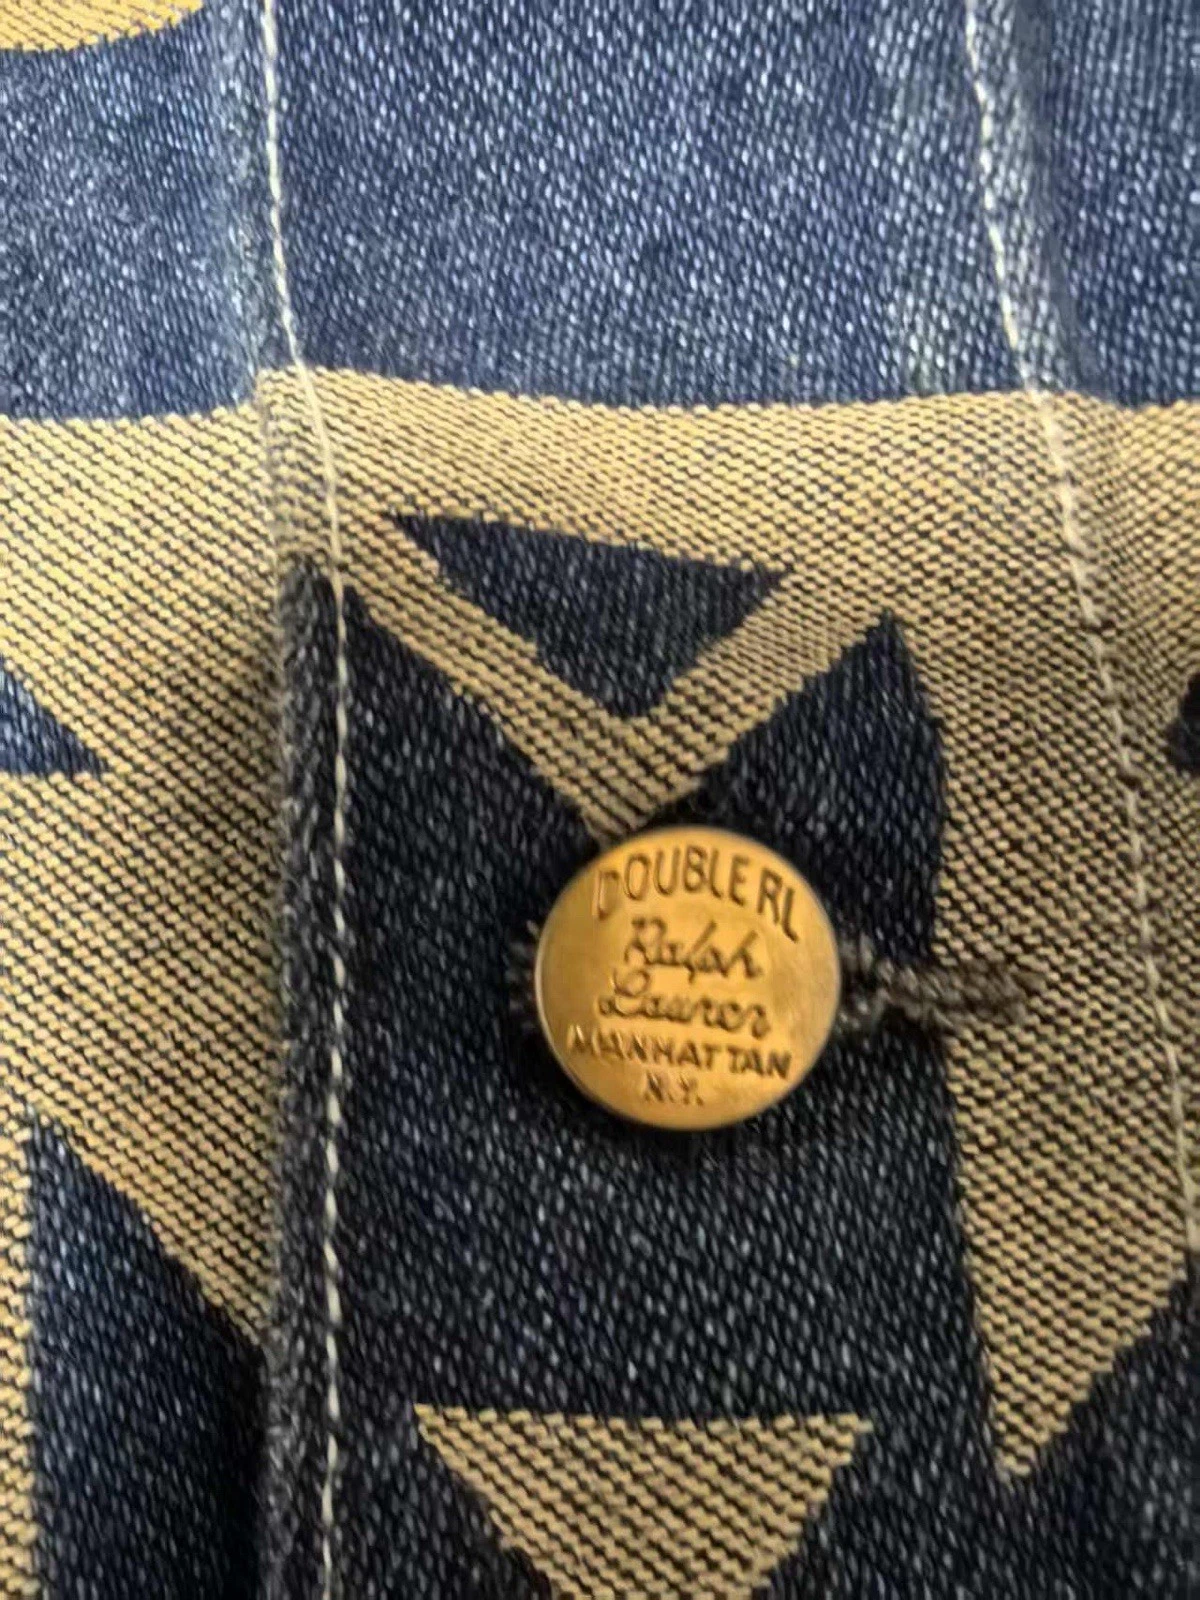 DOUBLE RL
Ralph
Lauren
MANHATTAN
N.Y.